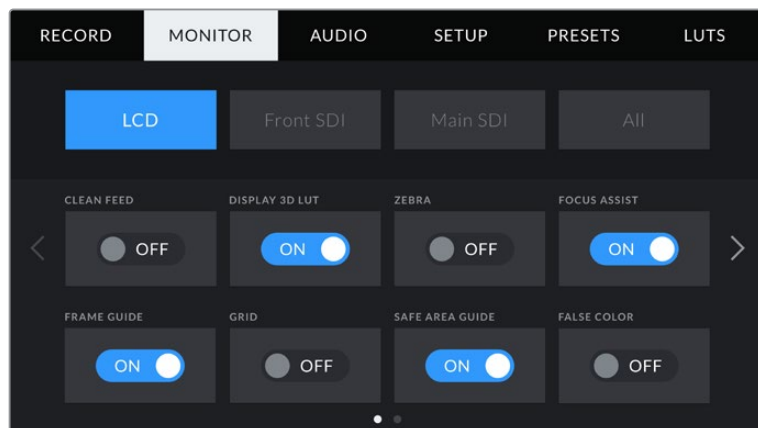 RECORD MONITOR AUDIO SETUP PRESETS LUTS
LCD Front SDI Main SDI All
CLEAN FEED DISPLAY 3D LUT ZEBRA FOCUS ASSIST
OFF ON OFF ON
FRAME GUIDE GRID SAFE AREA GUIDE FALSE COLOR
ON OFF ON OFF